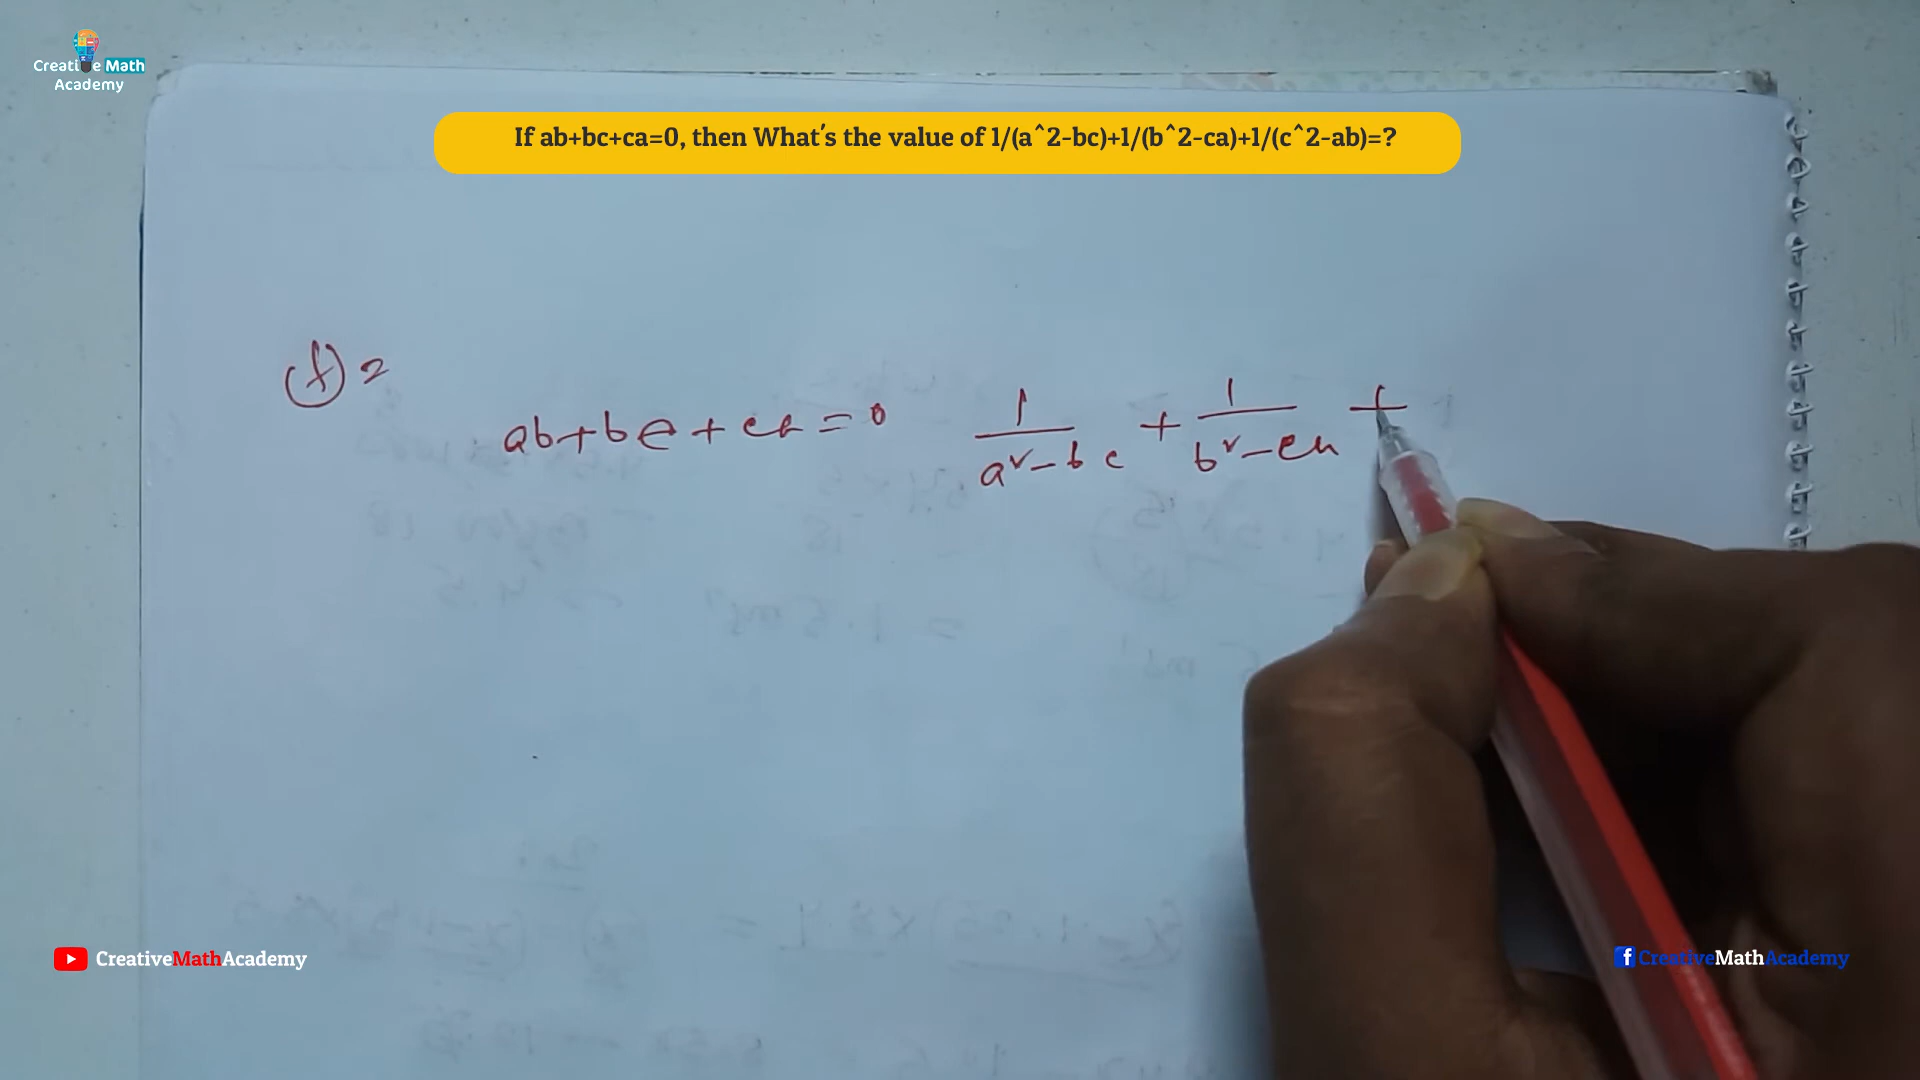 Creative Math
Academy
If ab+bc+ca=0, then What's the value of 1/(a^2-bc)+1/(b^2-ca)+1/(c^2-ab)=?
ab+bc+ca=0 1/(a²-bc) + 1/(b²-ca) +
CreativeMathAcademy
CreativeMathAcademy